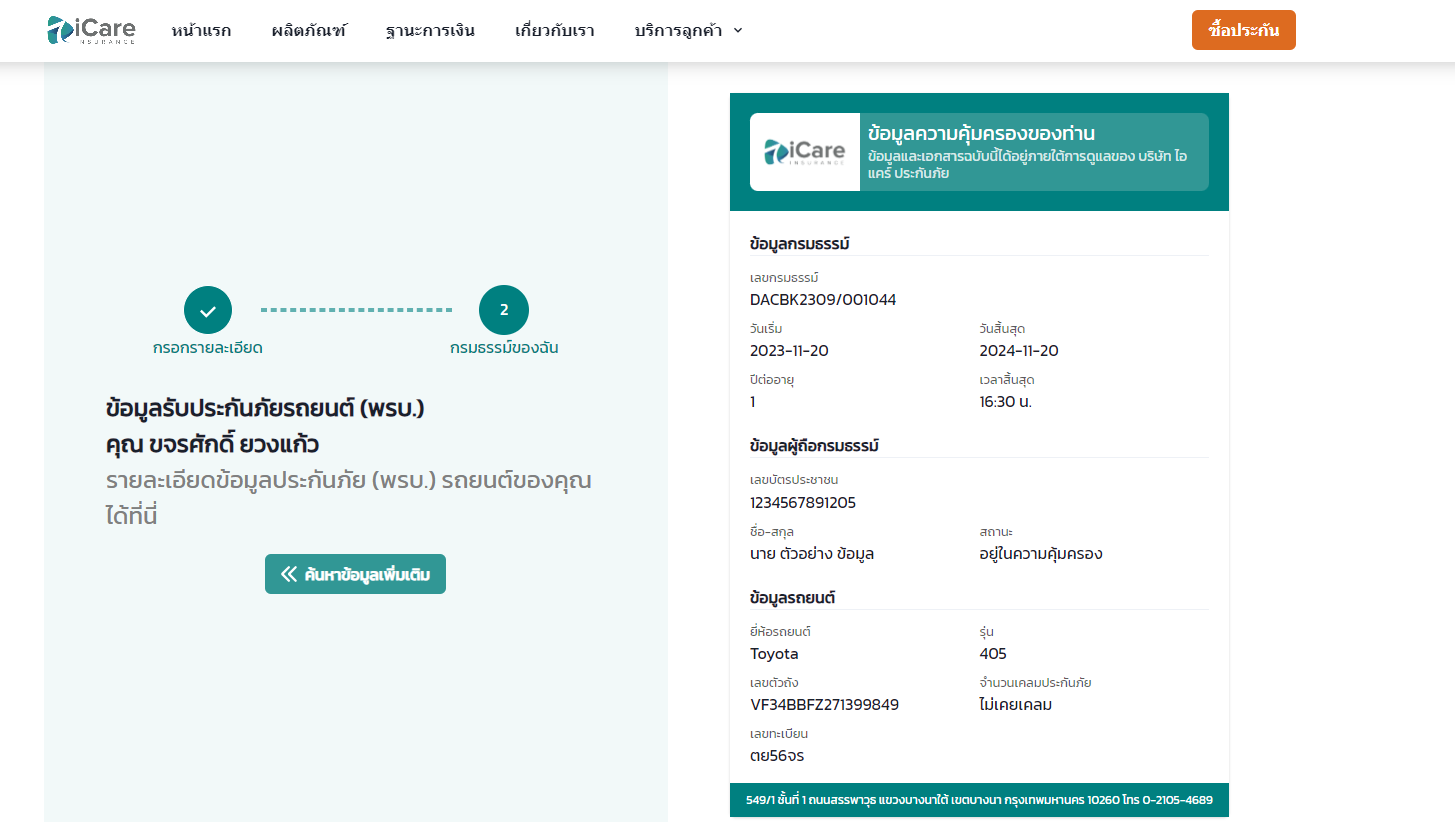 iCare
INSURANCE
หน้าแรก
ผลิตภัณฑ์
ฐานะการเงิน
เกี่ยวกับเรา
บริการลูกค้า
ซื้อประกัน
2
กรอกรายละเอียด
กรมธรรม์ของฉัน
ข้อมูลรับประกันภัยรถยนต์ (พรบ.)
คุณ ขจรศักดิ์ ยวงแก้ว
รายละเอียดข้อมูลประกันภัย (พรบ.) รถยนต์ของคุณ
ได้ที่นี่
ค้นหาข้อมูลเพิ่มเติม
iCare
INSURANCE
ข้อมูลความคุ้มครองของท่าน
ข้อมูลและเอกสารฉบับนี้ได้อยู่ภายใต้การดูแลของ บริษัท ไอ
แคร์ ประกันภัย
ข้อมูลกรมธรรม์
เลขกรมธรรม์
DACBK2309/001044
วันเริ่ม
วันสิ้นสุด
2023-11-20
2024-11-20
ปีต่ออายุ
เวลาสิ้นสุด
1
16:30 น.
ข้อมูลผู้ถือกรมธรรม์
เลขบัตรประชาชน
1234567891205
ชื่อ-สกุล
สถานะ
นาย ตัวอย่าง ข้อมูล
อยู่ในความคุ้มครอง
ข้อมูลรถยนต์
ยี่ห้อรถยนต์
รุ่น
Toyota
405
เลขตัวถัง
จำนวนเคลมประกันภัย
VF34BBFZ271399849
ไม่เคยเคลม
เลขทะเบียน
ตย56จร
549/1 ชั้นที่ 1 ถนนสรรพาวุธ แขวงบางนาใต้ เขตบางนา กรุงเทพมหานคร 10260 โทร 0-2105-4689